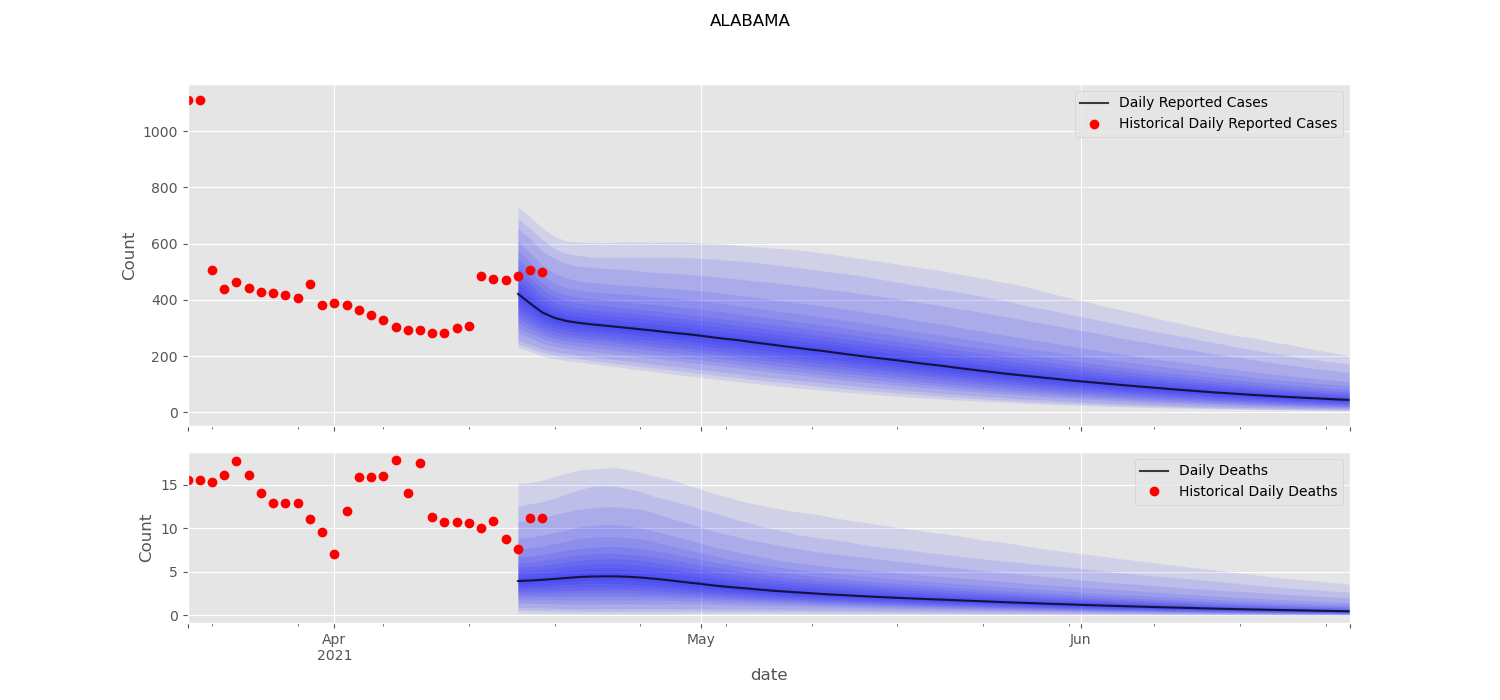 ALABAMA
Daily Reported Cases
Historical Daily Reported Cases
1000
800
600
400
200
0
Count
Daily Deaths
Historical Daily Deaths
15
10
5
0
Count
Apr
2021
May
Jun
date